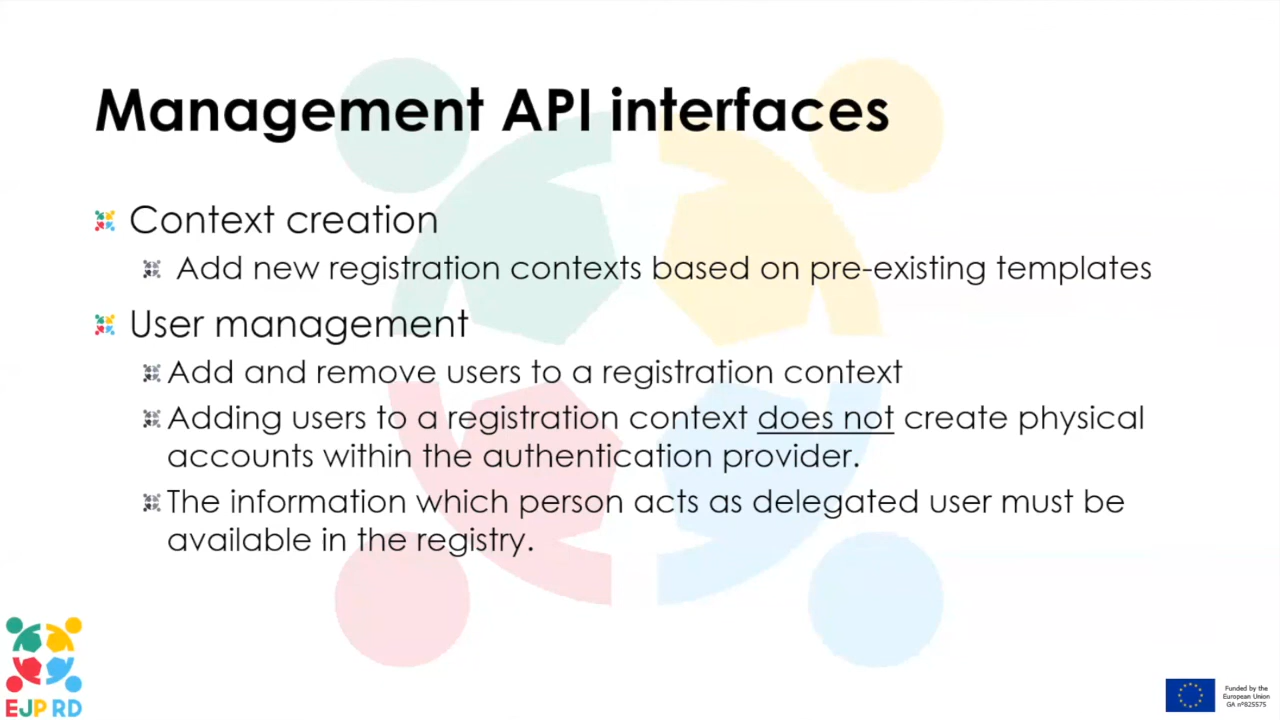 Management API interfaces
Context creation
Add new registration contexts based on pre-existing templates
User management
Add and remove users to a registration context
Adding users to a registration context does not create physical
accounts within the authentication provider.
The information which person acts as delegated user must be
available in the registry.
EJP RD
Funded by the
European Union
GA nº825575